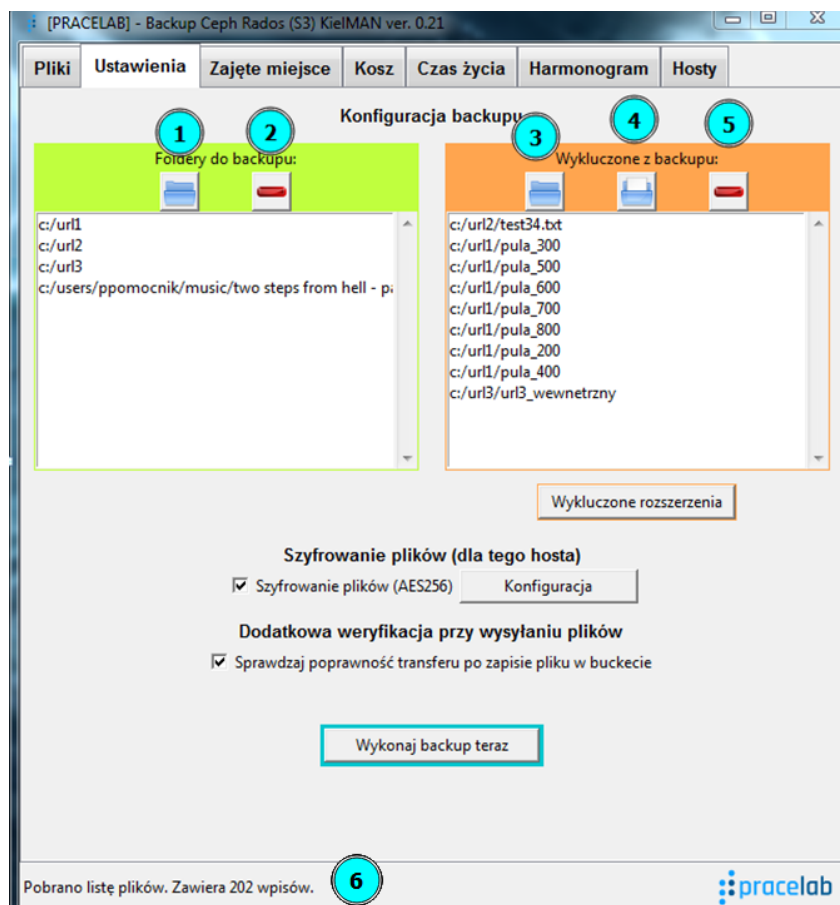 [PRACELAB] - Backup Ceph Rados (S3) KielMAN ver. 0.21
Pliki Ustawienia Zajęte miejsce Kosz Czas życia Harmonogram Hosty
Konfiguracja backupu
1 2 3 4 5
Foldery do backupu:
Wykluczone z backupu:
c:/url1
c:/url2
c:/url3
c:/users/ppomocnik/music/two steps from hell - pa
c:/url2/test34.txt
c:/url1/pula_300
c:/url1/pula_500
c:/url1/pula_600
c:/url1/pula_700
c:/url1/pula_800
c:/url1/pula_200
c:/url1/pula_400
c:/url3/url3_wewnetrzny
Wykluczone rozszerzenia
Szyfrowanie plików (dla tego hosta)
Szyfrowanie plików (AES256) Konfiguracja
Dodatkowa weryfikacja przy wysyłaniu plików
Sprawdzaj poprawność transferu po zapisie pliku w buckecie
Wykonaj backup teraz
Pobrano listę plików. Zawiera 202 wpisów. 6
pracelab